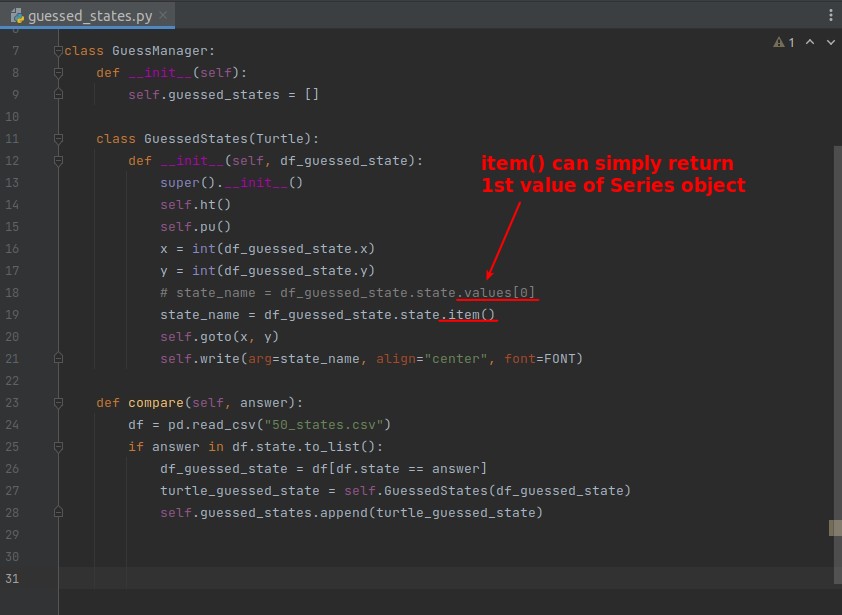 guessed_states.py
1
7 class GuessManager:
8 def __init__(self):
9 self.guessed_states = []
10
11 class GuessedStates(Turtle):
12 def __init__(self, df_guessed_state):
item() can simply return
1st value of Series object
13 super().__init__()
14 self.ht()
15 self.pu()
16 x = int(df_guessed_state.x)
17 y = int(df_guessed_state.y)
18 # state_name = df_guessed_state.state.values[0]
19 state_name = df_guessed_state.state.item()
20 self.goto(x, y)
21 self.write(arg=state_name, align="center", font=FONT)
22
23 def compare(self, answer):
24 df = pd.read_csv("50_states.csv")
25 if answer in df.state.to_list():
26 df_guessed_state = df[df.state == answer]
27 turtle_guessed_state = self.GuessedStates(df_guessed_state)
28 self.guessed_states.append(turtle_guessed_state)
29
30
31